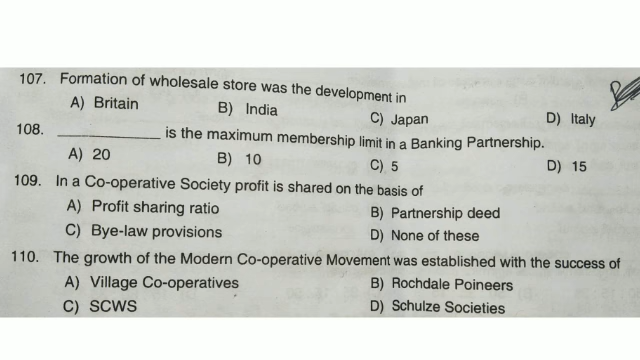 107. Formation of wholesale store was the development in
A) Britain B) India C) Japan D) Italy
108. ____________ is the maximum membership limit in a Banking Partnership.
A) 20 B) 10 C) 5 D) 15
109. In a Co-operative Society profit is shared on the basis of
A) Profit sharing ratio B) Partnership deed
C) Bye-law provisions D) None of these
110. The growth of the Modern Co-operative Movement was established with the success of
A) Village Co-operatives B) Rochdale Poineers
C) SCWS D) Schulze Societies